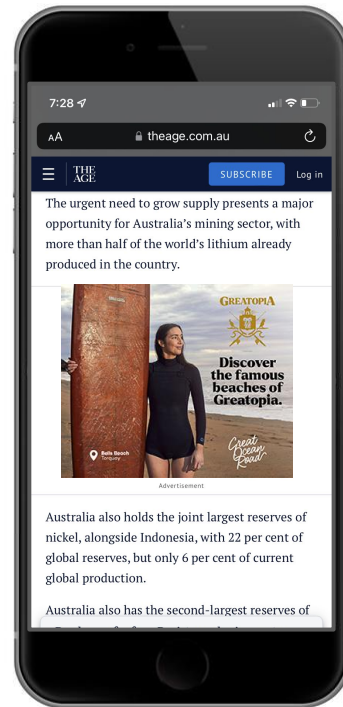 7:28
AA theage.com.au
THE AGE SUBSCRIBE Log in
The urgent need to grow supply presents a major
opportunity for Australia’s mining sector, with
more than half of the world’s lithium already
produced in the country.
GREATOPIA
Discover
the famous
beaches of
Greatopia.
Great
Ocean
Road
Bells Beach
Torquay
Advertisement
Australia also holds the joint largest reserves of
nickel, alongside Indonesia, with 22 per cent of
global reserves, but only 6 per cent of current
global production.
Australia also has the second-largest reserves of